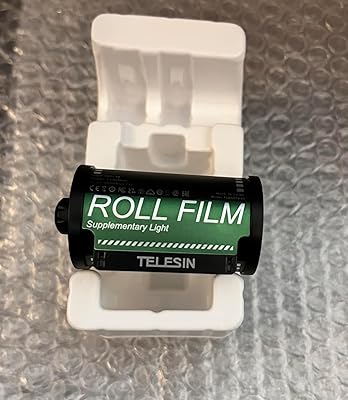 ROLL FILM
Supplementary Light
TELESIN